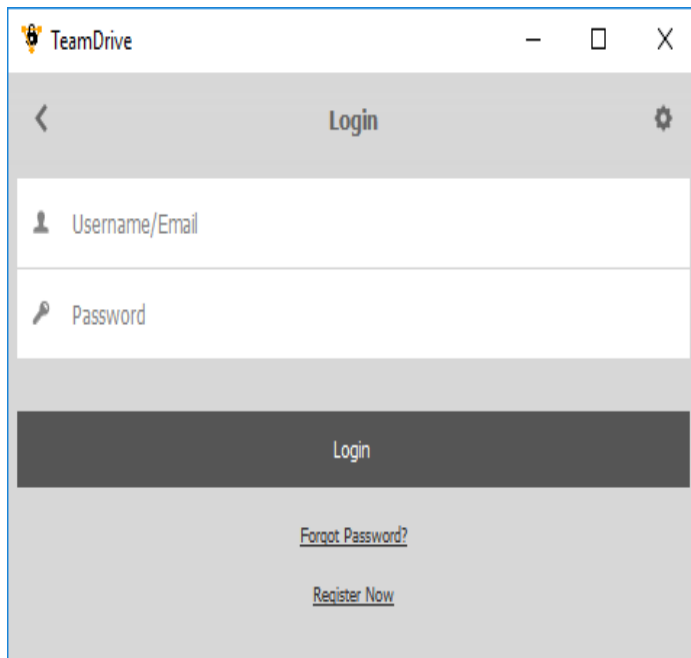 TeamDrive
Login
Username/Email
Password
Login
Forgot Password?
Register Now